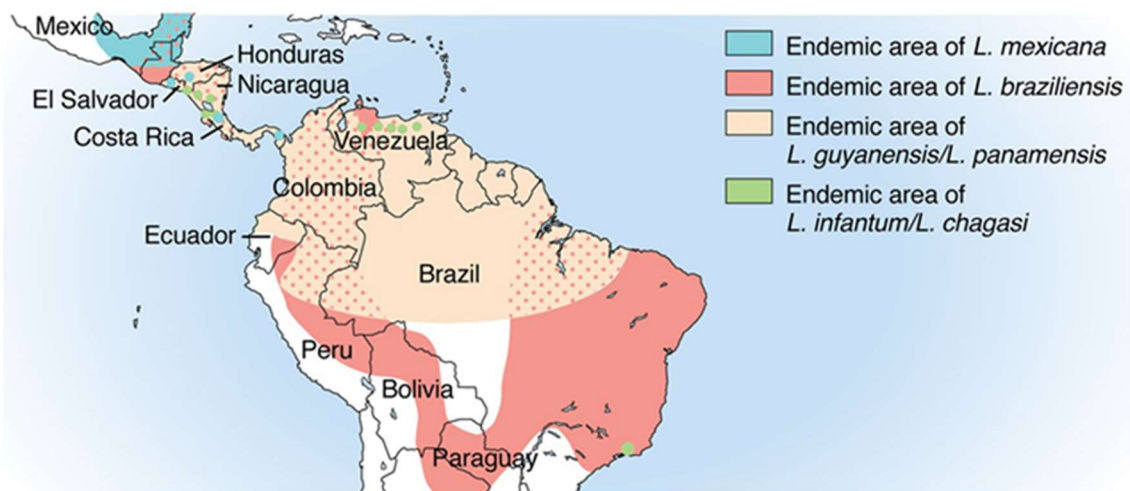 Mexico
Honduras
Nicaragua
El Salvador
Costa Rica
Venezuela
Colombia
Ecuador
Brazil
Peru
Bolivia
Paraguay
Endemic area of L. mexicana
Endemic area of L. braziliensis
Endemic area of
L. guyanensis/L. panamensis
Endemic area of
L. infantum/L. chagasi